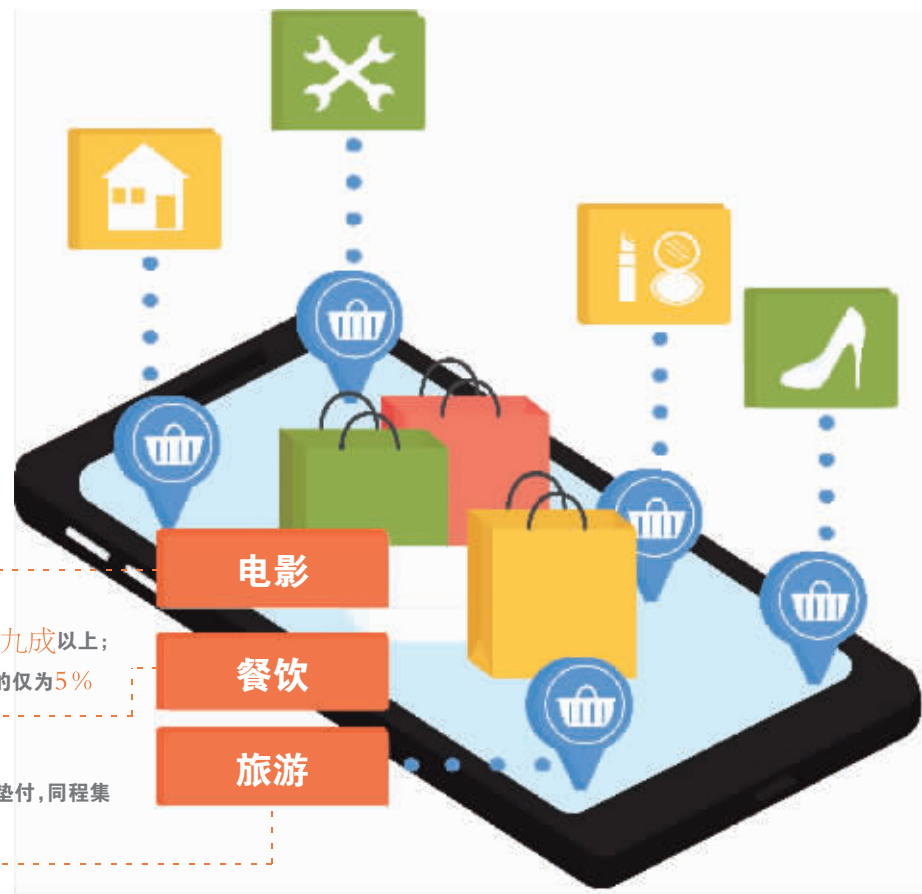 电影
九成以上;
的仅为5%
餐饮
旅游
垫付,同程集